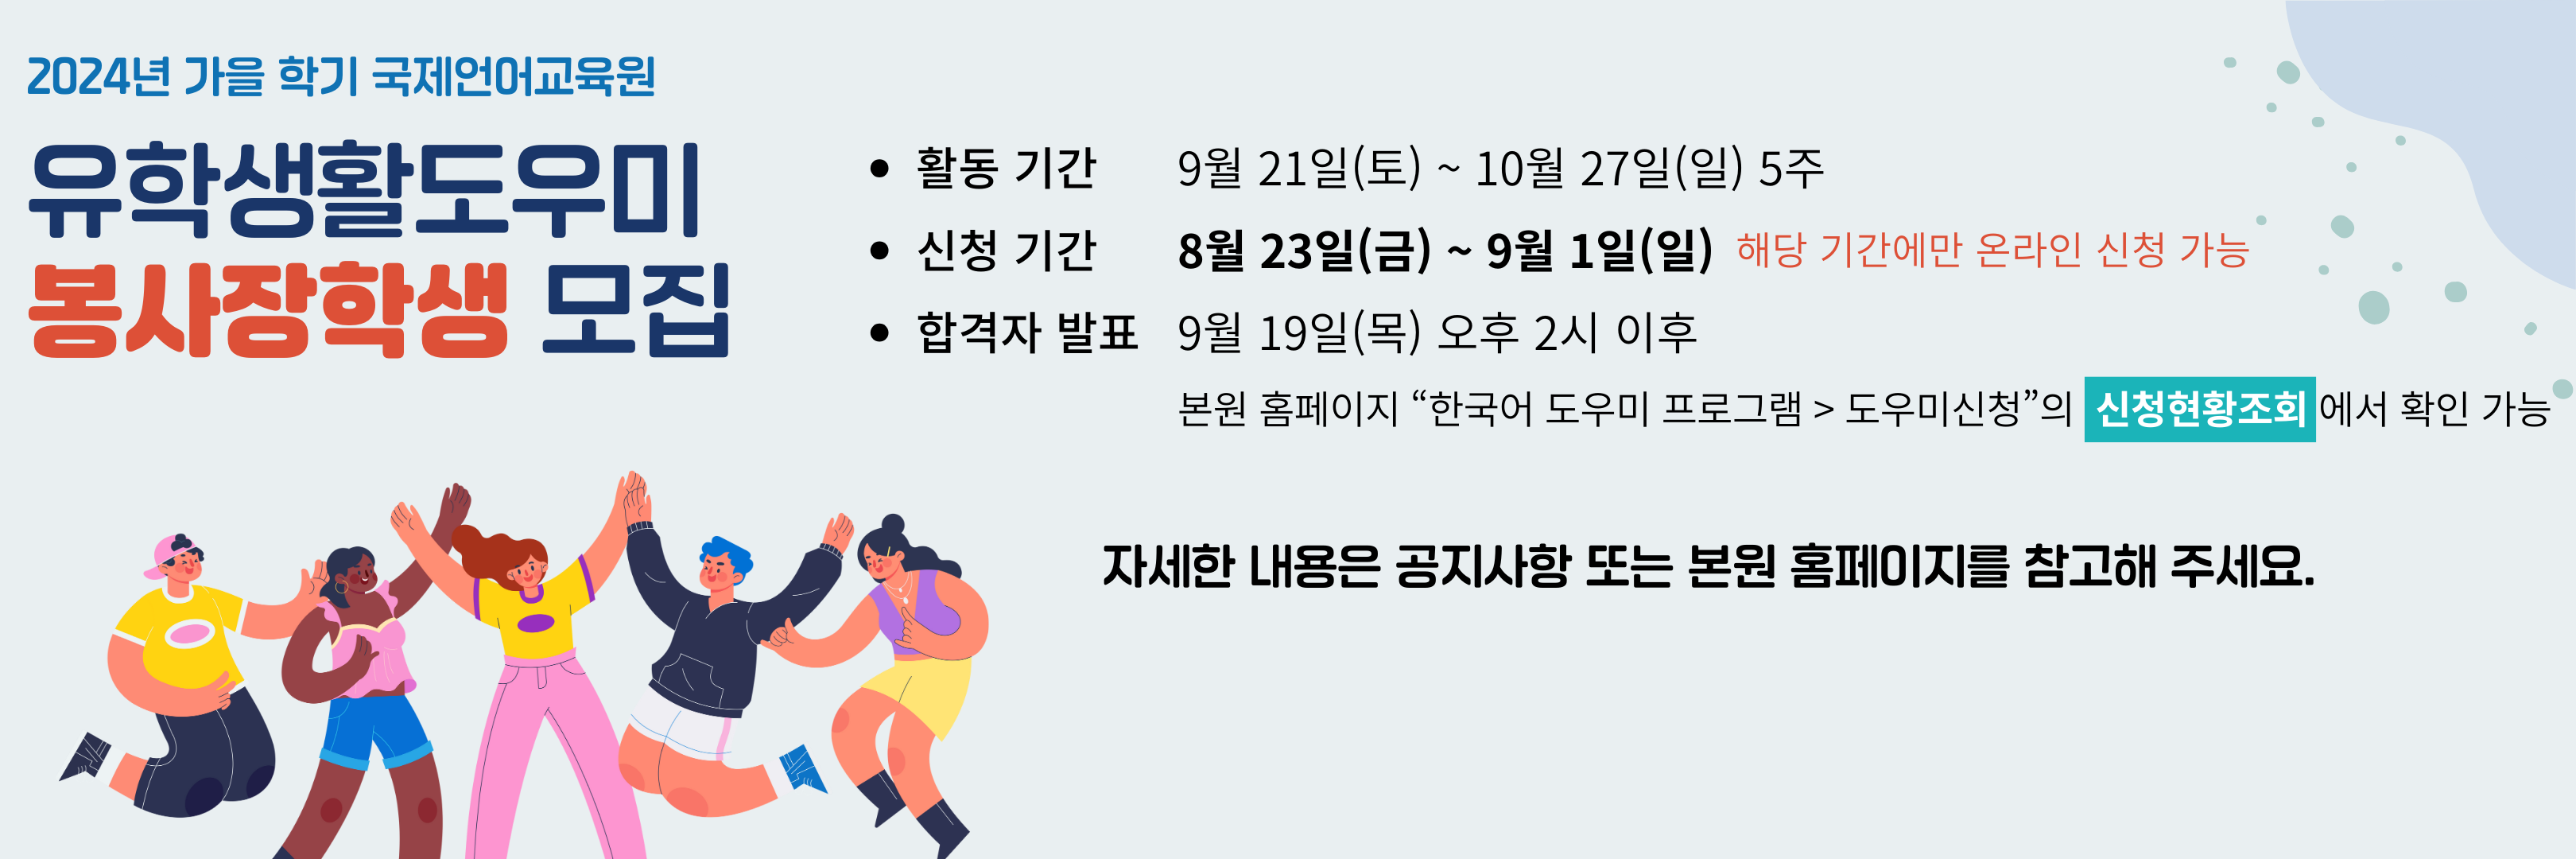 2024년 가을 학기 국제언어교육원
유학생활도우미
봉사장학생 모집
• 활동 기간 9월 21일(토) ~ 10월 27일(일) 5주
• 신청 기간 8월 23일(금) ~ 9월 1일(일) 해당 기간에만 온라인 신청 가능
• 합격자 발표 9월 19일(목) 오후 2시 이후
본원 홈페이지 “한국어 도우미 프로그램 > 도우미신청”의 신청현황조회에서 확인 가능
자세한 내용은 공지사항 또는 본원 홈페이지를 참고해 주세요.